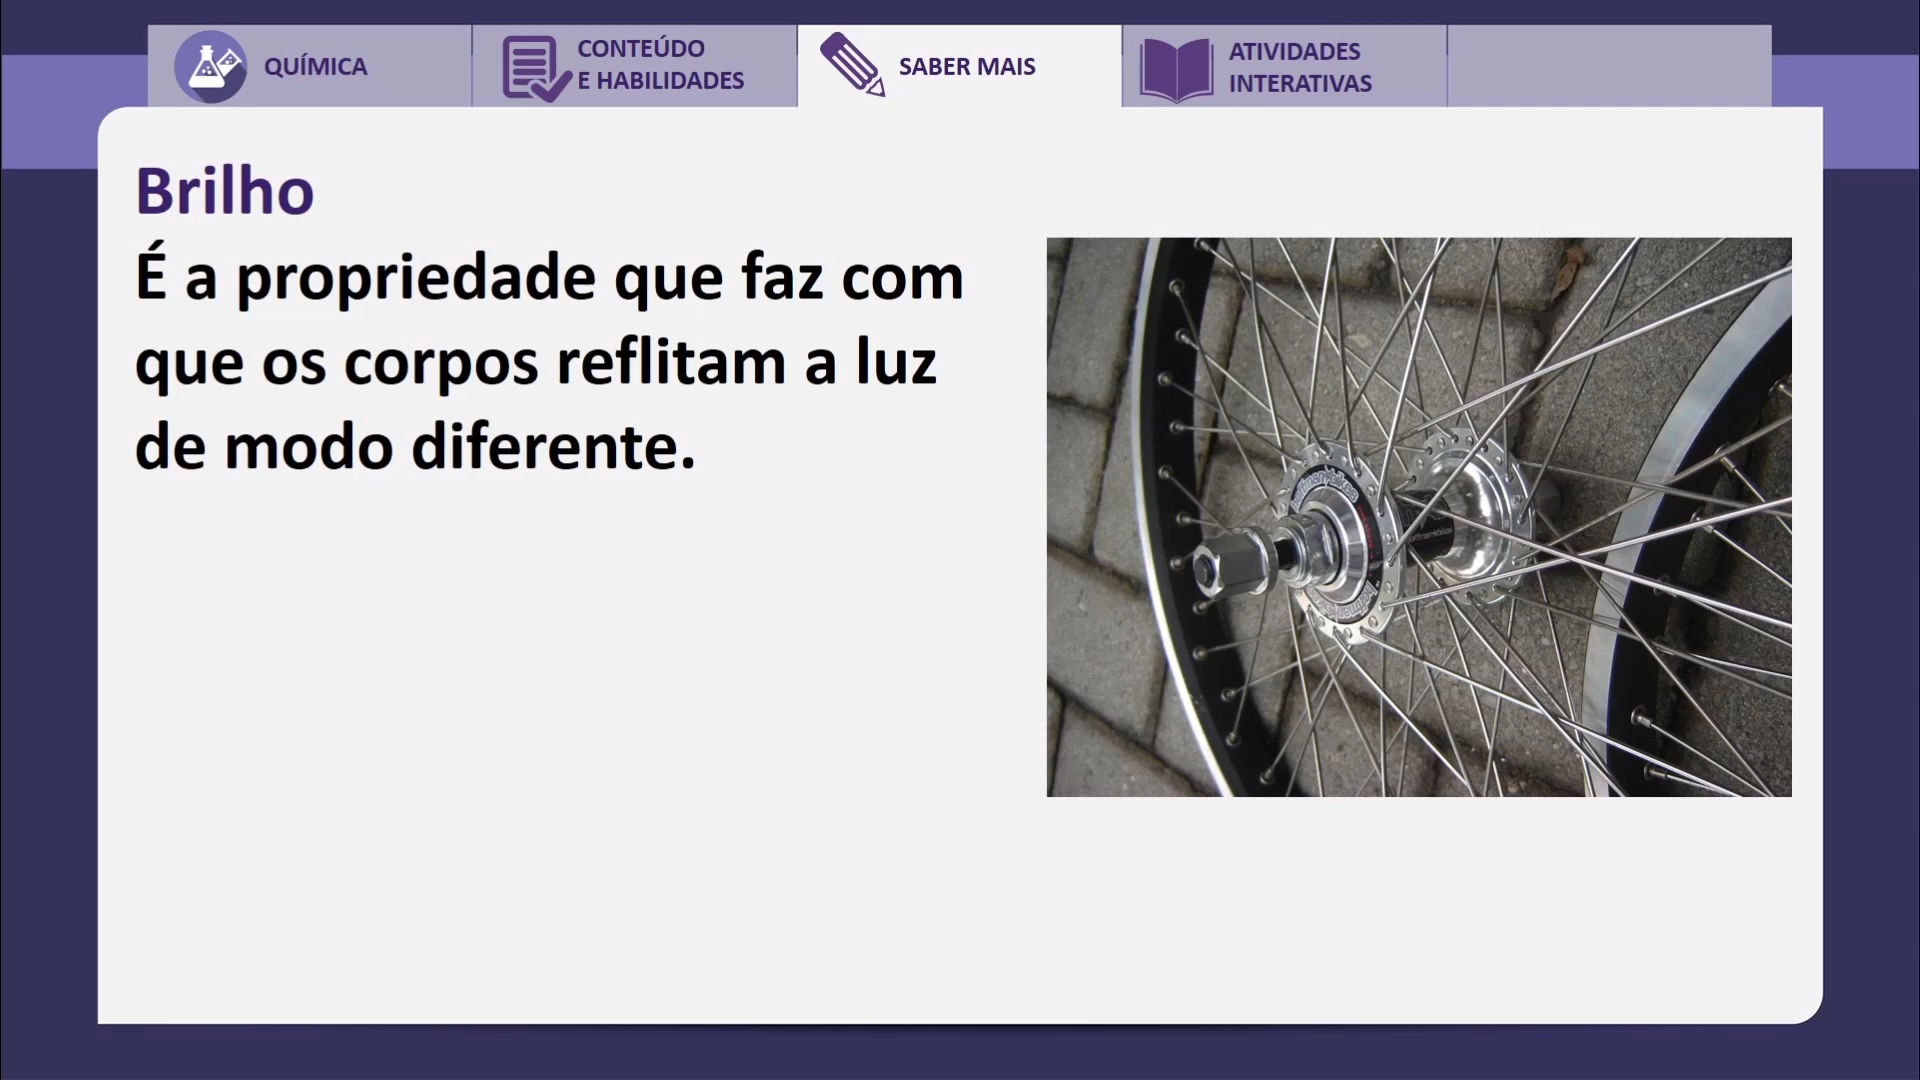 QUÍMICA
CONTEÚDO
E HABILIDADES
SABER MAIS
ATIVIDADES
INTERATIVAS
Brilho
É a propriedade que faz com
que os corpos reflitam a luz
de modo diferente.